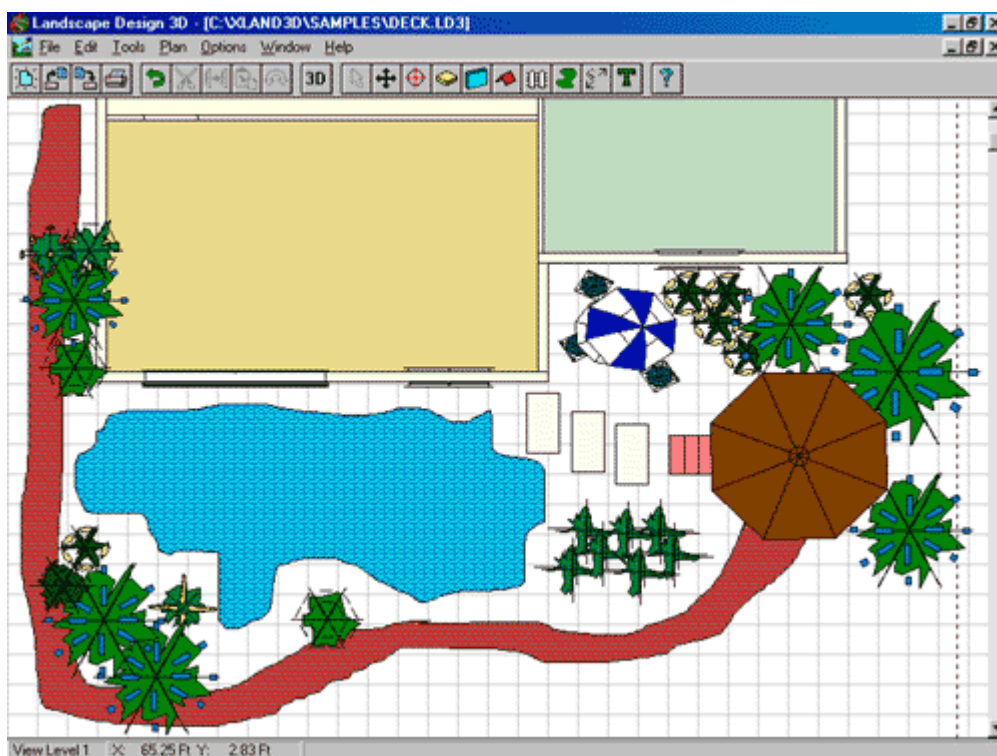 Landscape Design 3D - [C:\XLAND3D\SAMPLES\DECK.LD3]
File Edit Tools Plan Options Window Help
3D T ?
View Level 1 X: 65.25 Ft Y: 2.83 Ft